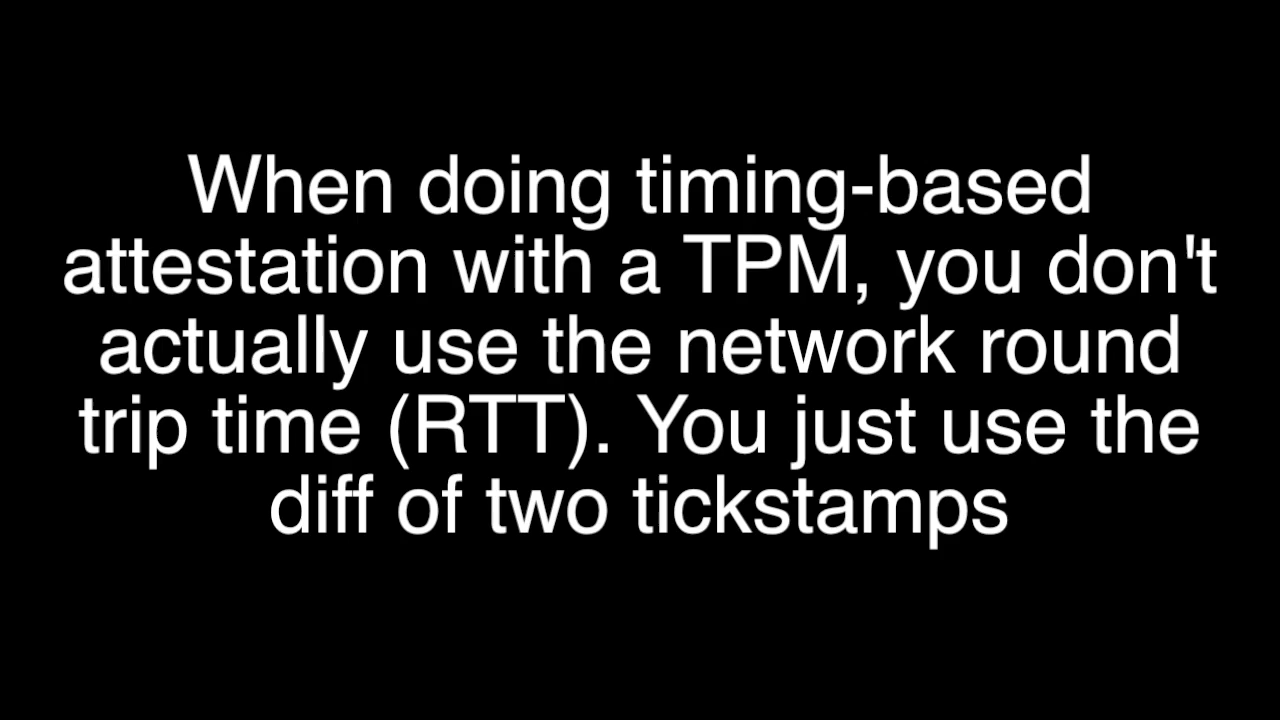 When doing timing-based
attestation with a TPM, you don't
actually use the network round
trip time (RTT). You just use the
diff of two tickstamps